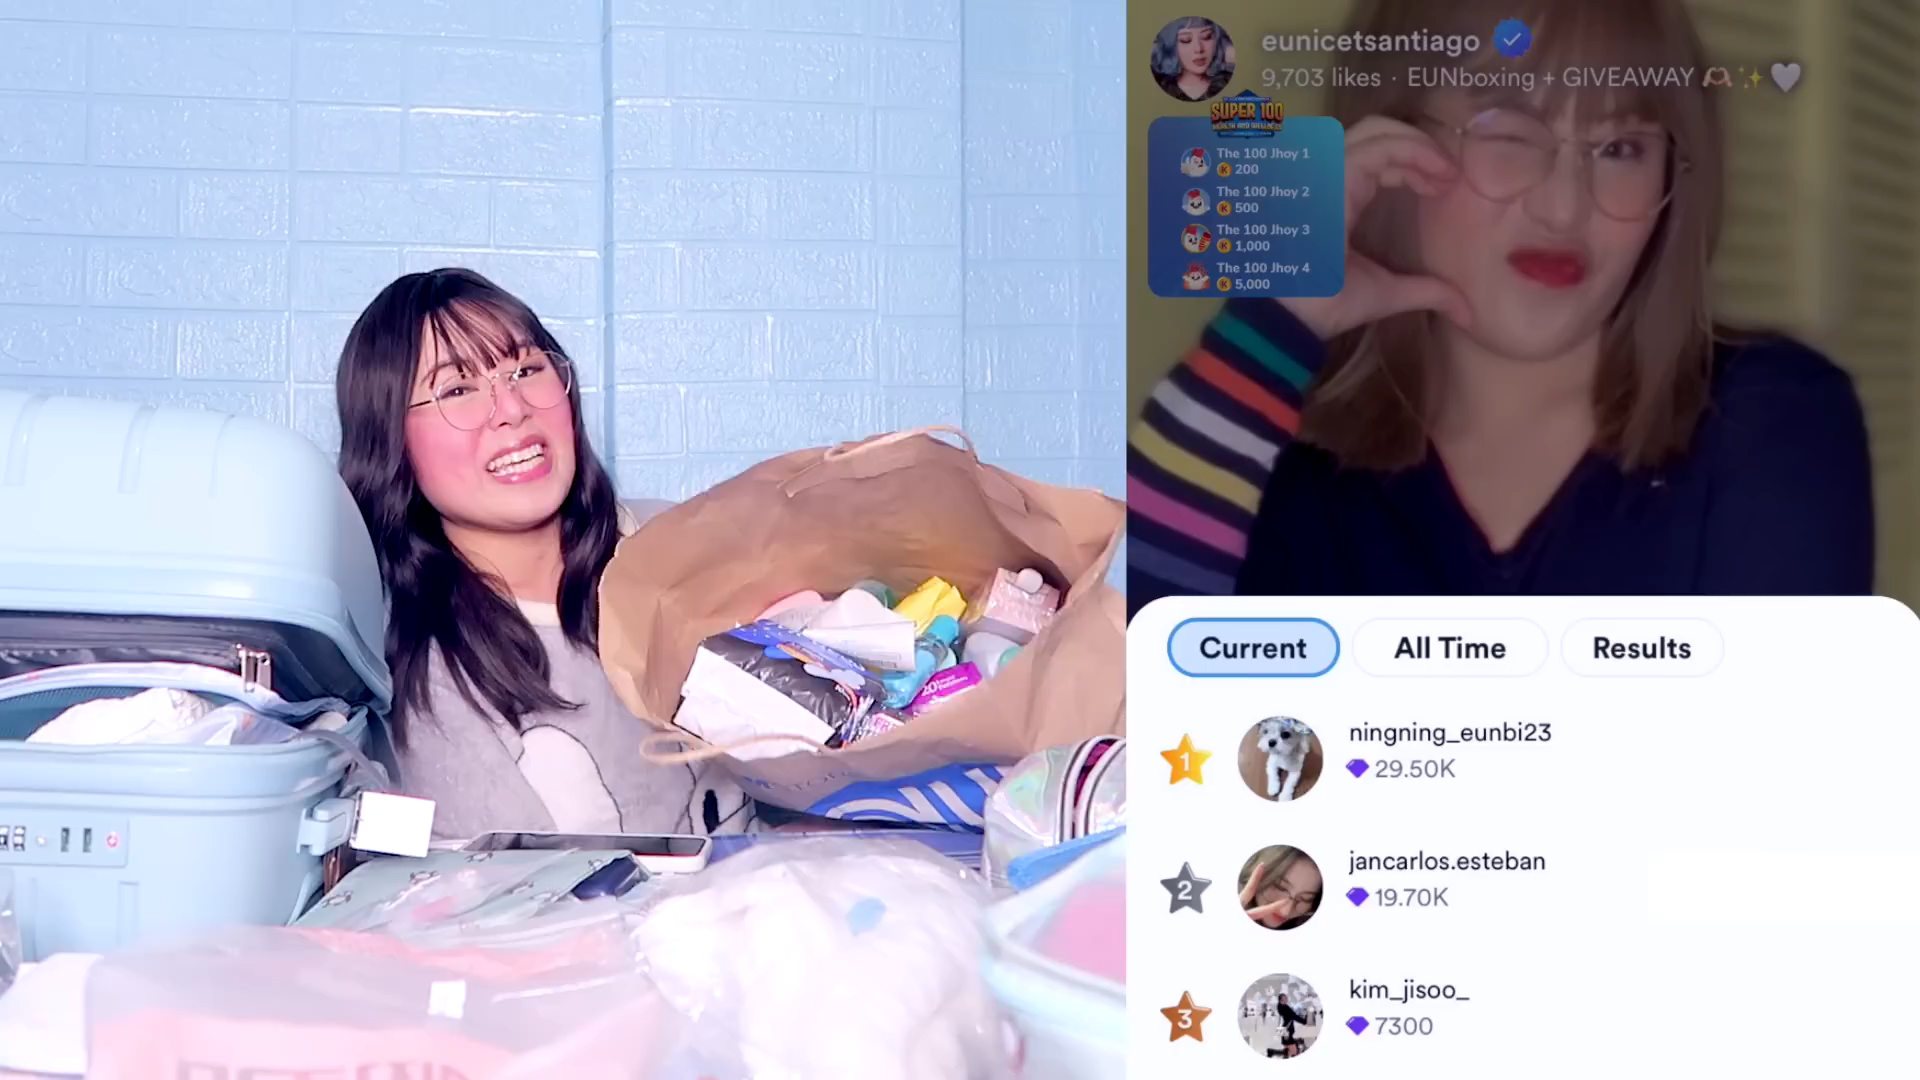 eunicetsantiago
9,703 likes · EUNboxing + GIVEAWAY
SUPER 100
The 100 Jhoy 1
200
The 100 Jhoy 2
500
The 100 Jhoy 3
1,000
The 100 Jhoy 4
5,000
Current
All Time
Results
1
ningning_eunbi23
29.50K
2
jancarlos.esteban
19.70K
3
kim_jisoo_
7300
20